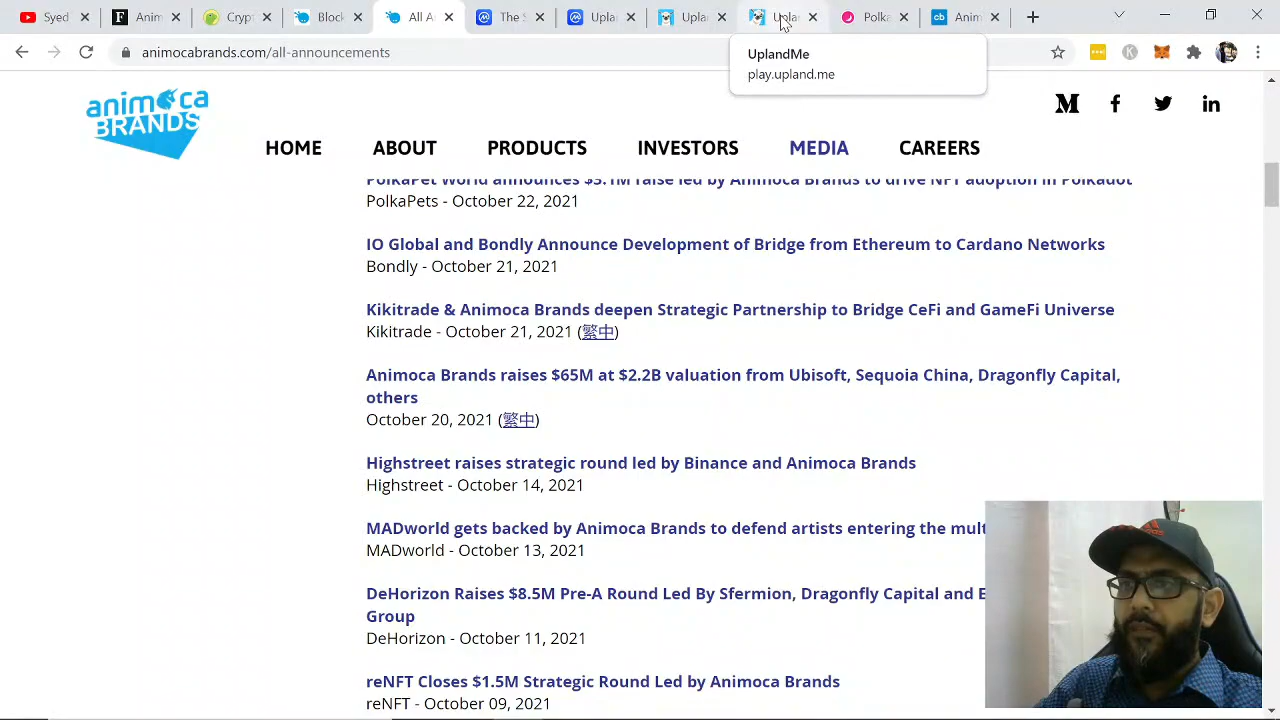 Syed
Anim
Crypt
Block
All A
The S
Uplan
Uplan
Uplan
Polka
Anim
animocabrands.com/all-announcements
UplandMe
play.upland.me
animoca
BRANDS
HOME ABOUT PRODUCTS INVESTORS MEDIA CAREERS
PolkaPet World announces $3.1M raise led by Animoca Brands to drive NFT adoption in Polkadot
PolkaPets - October 22, 2021
IO Global and Bondly Announce Development of Bridge from Ethereum to Cardano Networks
Bondly - October 21, 2021
Kikitrade & Animoca Brands deepen Strategic Partnership to Bridge CeFi and GameFi Universe
Kikitrade - October 21, 2021 (繁中)
Animoca Brands raises $65M at $2.2B valuation from Ubisoft, Sequoia China, Dragonfly Capital,
others
October 20, 2021 (繁中)
Highstreet raises strategic round led by Binance and Animoca Brands
Highstreet - October 14, 2021
MADworld gets backed by Animoca Brands to defend artists entering the mult
MADworld - October 13, 2021
DeHorizon Raises $8.5M Pre-A Round Led By Sfermion, Dragonfly Capital and E
Group
DeHorizon - October 11, 2021
reNFT Closes $1.5M Strategic Round Led by Animoca Brands
reNFT - October 09, 2021